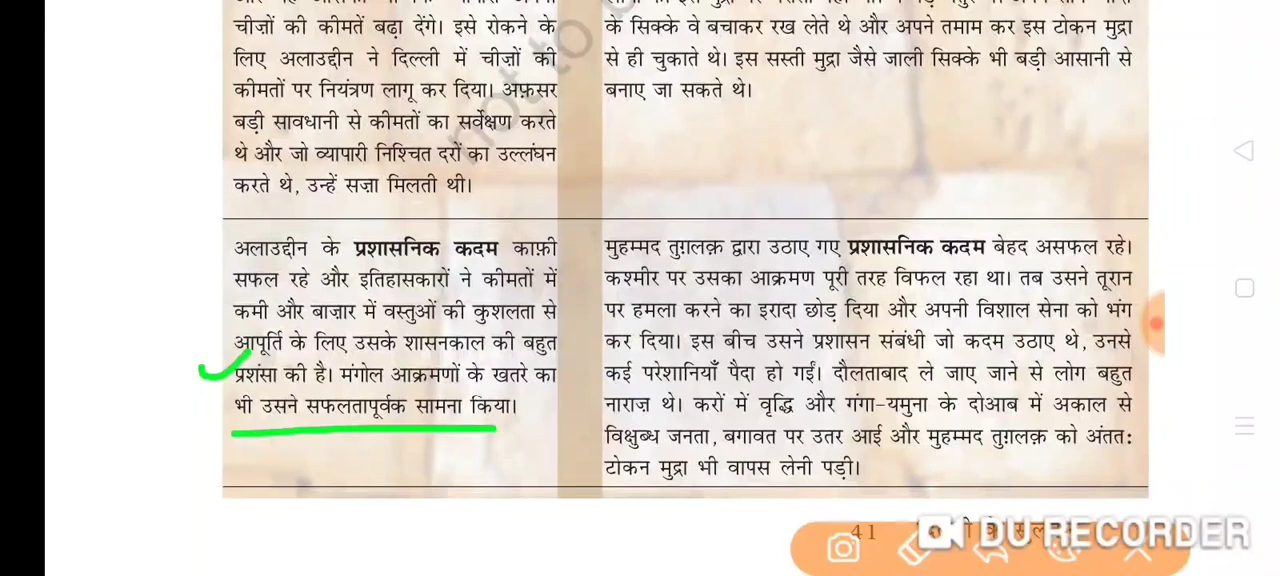 चीज़ों की कीमतें बढ़ा देंगे। इसे रोकने के
लिए अलाउद्दीन ने दिल्ली में चीज़ों की
कीमतों पर नियंत्रण लागू कर दिया। अफ़सर
बड़ी सावधानी से कीमतों का सर्वेक्षण करते
थे और जो व्यापारी निश्चित दरों का उल्लंघन
करते थे, उन्हें सज़ा मिलती थी।
के सिक्के वे बचाकर रख लेते थे और अपने तमाम कर इस टोकन मुद्रा
से ही चुकाते थे। इस सस्ती मुद्रा जैसे जाली सिक्के भी बड़ी आसानी से
बनाए जा सकते थे।
not to
अलाउद्दीन के प्रशासनिक कदम काफ़ी
सफल रहे और इतिहासकारों ने कीमतों में
कमी और बाज़ार में वस्तुओं की कुशलता से
आपूर्ति के लिए उसके शासनकाल की बहुत
प्रशंसा की है। मंगोल आक्रमणों के खतरे का
भी उसने सफलतापूर्वक सामना किया।
मुहम्मद तुग़लक़ द्वारा उठाए गए प्रशासनिक कदम बेहद असफल रहे।
कश्मीर पर उसका आक्रमण पूरी तरह विफल रहा था। तब उसने तूरान
पर हमला करने का इरादा छोड़ दिया और अपनी विशाल सेना को भंग
कर दिया। इस बीच उसने प्रशासन संबंधी जो कदम उठाए थे, उनसे
कई परेशानियाँ पैदा हो गईं। दौलताबाद ले जाए जाने से लोग बहुत
नाराज़ थे। करों में वृद्धि और गंगा-यमुना के दोआब में अकाल से
विक्षुब्ध जनता, बगावत पर उतर आई और मुहम्मद तुग़लक़ को अंततः
टोकन मुद्रा भी वापस लेनी पड़ी।
41
DU RECORDER